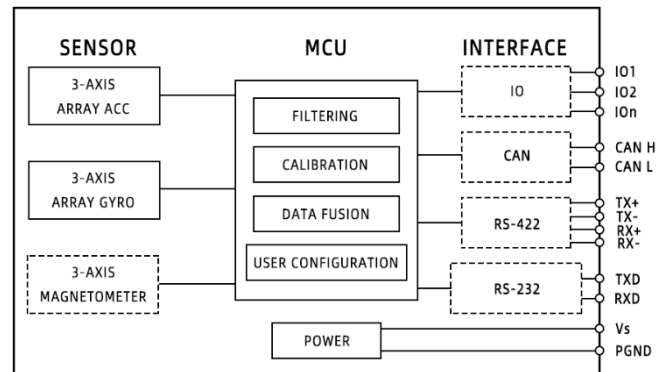 SENSOR
MCU
INTERFACE
3-AXIS
ARRAY ACC
3-AXIS
ARRAY GYRO
3-AXIS
MAGNETOMETER
FILTERING
CALIBRATION
DATA FUSION
USER CONFIGURATION
POWER
IO
CAN
RS-422
RS-232
IO1
IO2
IOn
CAN H
CAN L
TX+
TX-
RX+
RX-
TXD
RXD
Vs
PGND